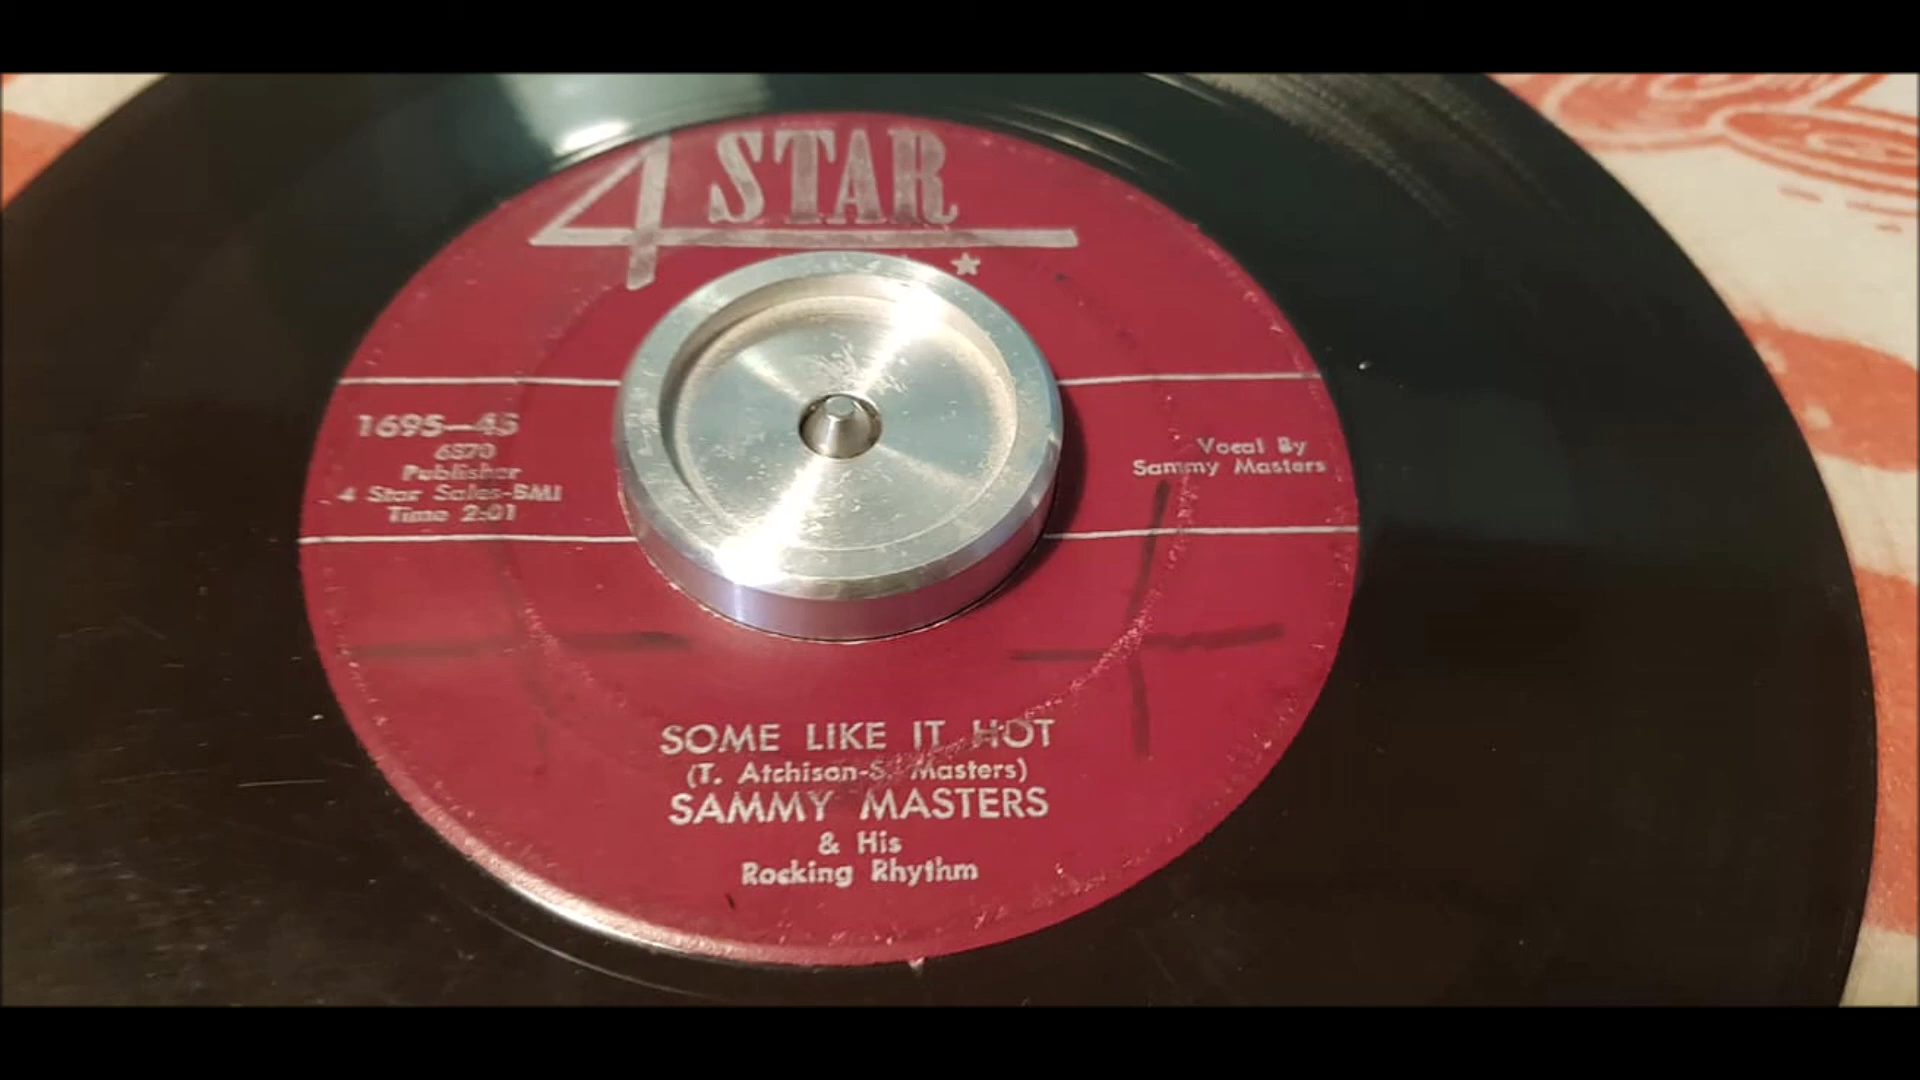 4 STAR
1695—45
6870
Publisher
4 Star Sales-BMI
Time 2:01
Vocal By
Sammy Masters
SOME LIKE IT HOT
(T. Atchison-S. Masters)
SAMMY MASTERS
& His
Rocking Rhythm